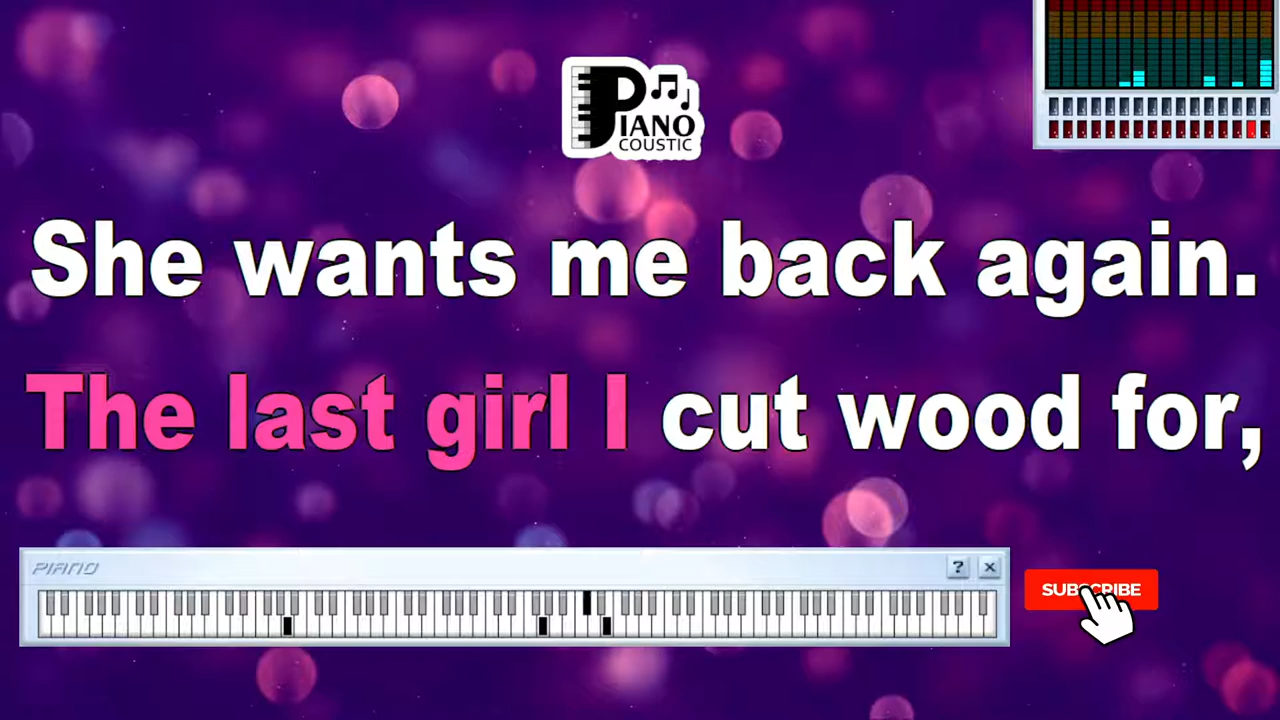 PIANO
COUSTIC
She wants me back again.
The last girl I cut wood for,
PIANO
? ×
SUBSCRIBE